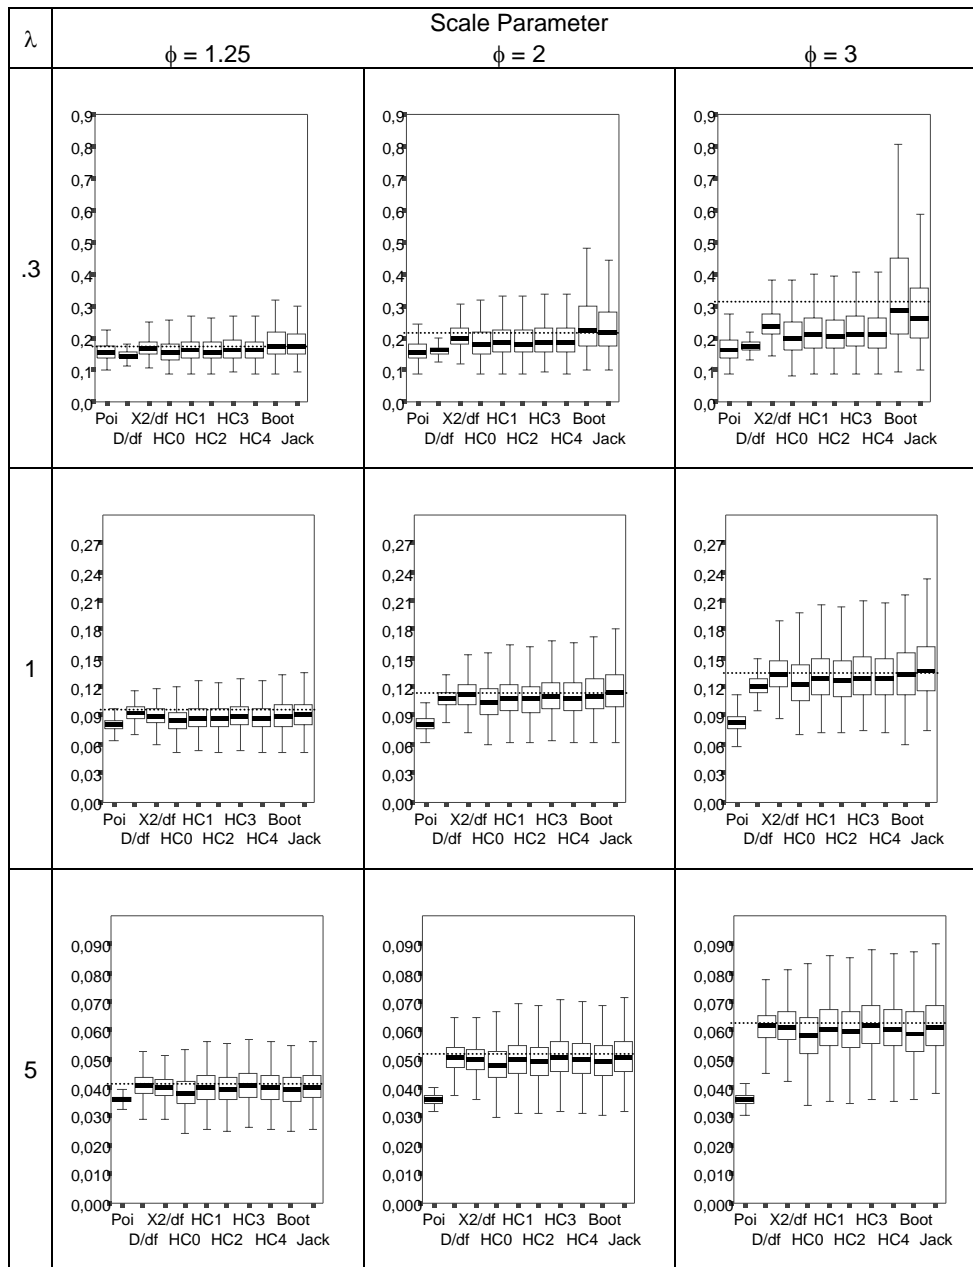 λ
Scale Parameter
ϕ = 1.25 ϕ = 2 ϕ = 3
.3
0,9 0,9 0,9
0,8 0,8 0,8
0,7 0,7 0,7
0,6 0,6 0,6
0,5 0,5 0,5
0,4 0,4 0,4
0,3 0,3 0,3
0,2 0,2 0,2
0,1 0,1 0,1
0,0 0,0 0,0
Poi X2/df HC1 HC3 Boot Poi X2/df HC1 HC3 Boot Poi X2/df HC1 HC3 Boot
D/df HC0 HC2 HC4 Jack D/df HC0 HC2 HC4 Jack D/df HC0 HC2 HC4 Jack
1
0,27 0,27 0,27
0,24 0,24 0,24
0,21 0,21 0,21
0,18 0,18 0,18
0,15 0,15 0,15
0,12 0,12 0,12
0,09 0,09 0,09
0,06 0,06 0,06
0,03 0,03 0,03
0,00 0,00 0,00
Poi X2/df HC1 HC3 Boot Poi X2/df HC1 HC3 Boot Poi X2/df HC1 HC3 Boot
D/df HC0 HC2 HC4 Jack D/df HC0 HC2 HC4 Jack D/df HC0 HC2 HC4 Jack
5
0,090 0,090 0,090
0,080 0,080 0,080
0,070 0,070 0,070
0,060 0,060 0,060
0,050 0,050 0,050
0,040 0,040 0,040
0,030 0,030 0,030
0,020 0,020 0,020
0,010 0,010 0,010
0,000 0,000 0,000
Poi X2/df HC1 HC3 Boot Poi X2/df HC1 HC3 Boot Poi X2/df HC1 HC3 Boot
D/df HC0 HC2 HC4 Jack D/df HC0 HC2 HC4 Jack D/df HC0 HC2 HC4 Jack